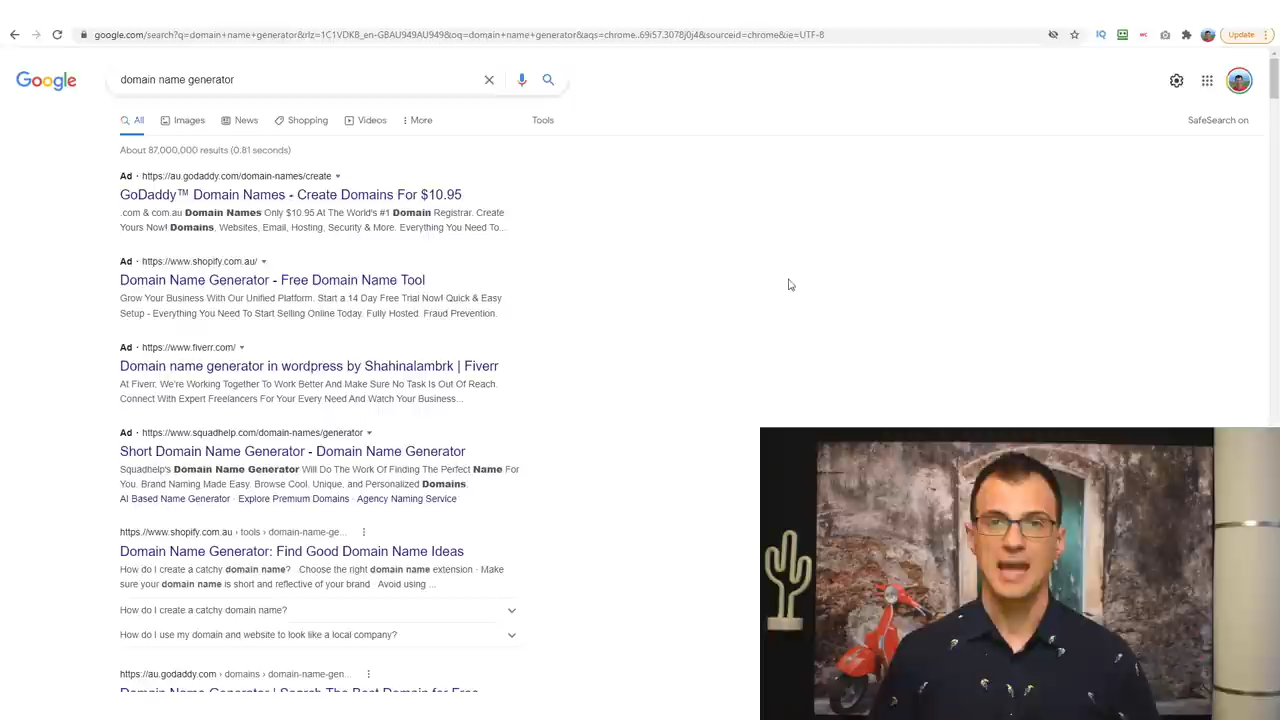 google.com/search?q=domain+name+generator&rlz=1C1VDKB_en-GBAU949AU949&oq=domain+name+generator&aqs=chrome..69i57.3078j0j4&sourceid=chrome&ie=UTF-8
Update
Google
domain name generator
All Images News Shopping Videos More Tools SafeSearch on
About 87,000,000 results (0.81 seconds)
Ad · https://au.godaddy.com/domain-names/create
GoDaddy™ Domain Names - Create Domains For $10.95
.com & com.au Domain Names Only $10.95 At The World's #1 Domain Registrar. Create
Yours Now! Domains, Websites, Email, Hosting, Security & More. Everything You Need To...
Ad · https://www.shopify.com.au/
Domain Name Generator - Free Domain Name Tool
Grow Your Business With Our Unified Platform. Start a 14 Day Free Trial Now! Quick & Easy
Setup - Everything You Need To Start Selling Online Today. Fully Hosted. Fraud Prevention.
Ad · https://www.fiverr.com/
Domain name generator in wordpress by Shahinalambrk | Fiverr
At Fiverr. We're Working Together To Work Better And Make Sure No Task Is Out Of Reach.
Connect With Expert Freelancers For Your Every Need And Watch Your Business...
Ad · https://www.squadhelp.com/domain-names/generator
Short Domain Name Generator - Domain Name Generator
Squadhelp's Domain Name Generator Will Do The Work Of Finding The Perfect Name For
You. Brand Naming Made Easy. Browse Cool. Unique, and Personalized Domains.
AI Based Name Generator · Explore Premium Domains · Agency Naming Service
https://www.shopify.com.au › tools › domain-name-ge...
Domain Name Generator: Find Good Domain Name Ideas
How do I create a catchy domain name? Choose the right domain name extension · Make
sure your domain name is short and reflective of your brand Avoid using ...
How do I create a catchy domain name?
How do I use my domain and website to look like a local company?
https://au.godaddy.com › domains › domain-name-gen...
Domain Name Generator | Search The Best Domain for Free